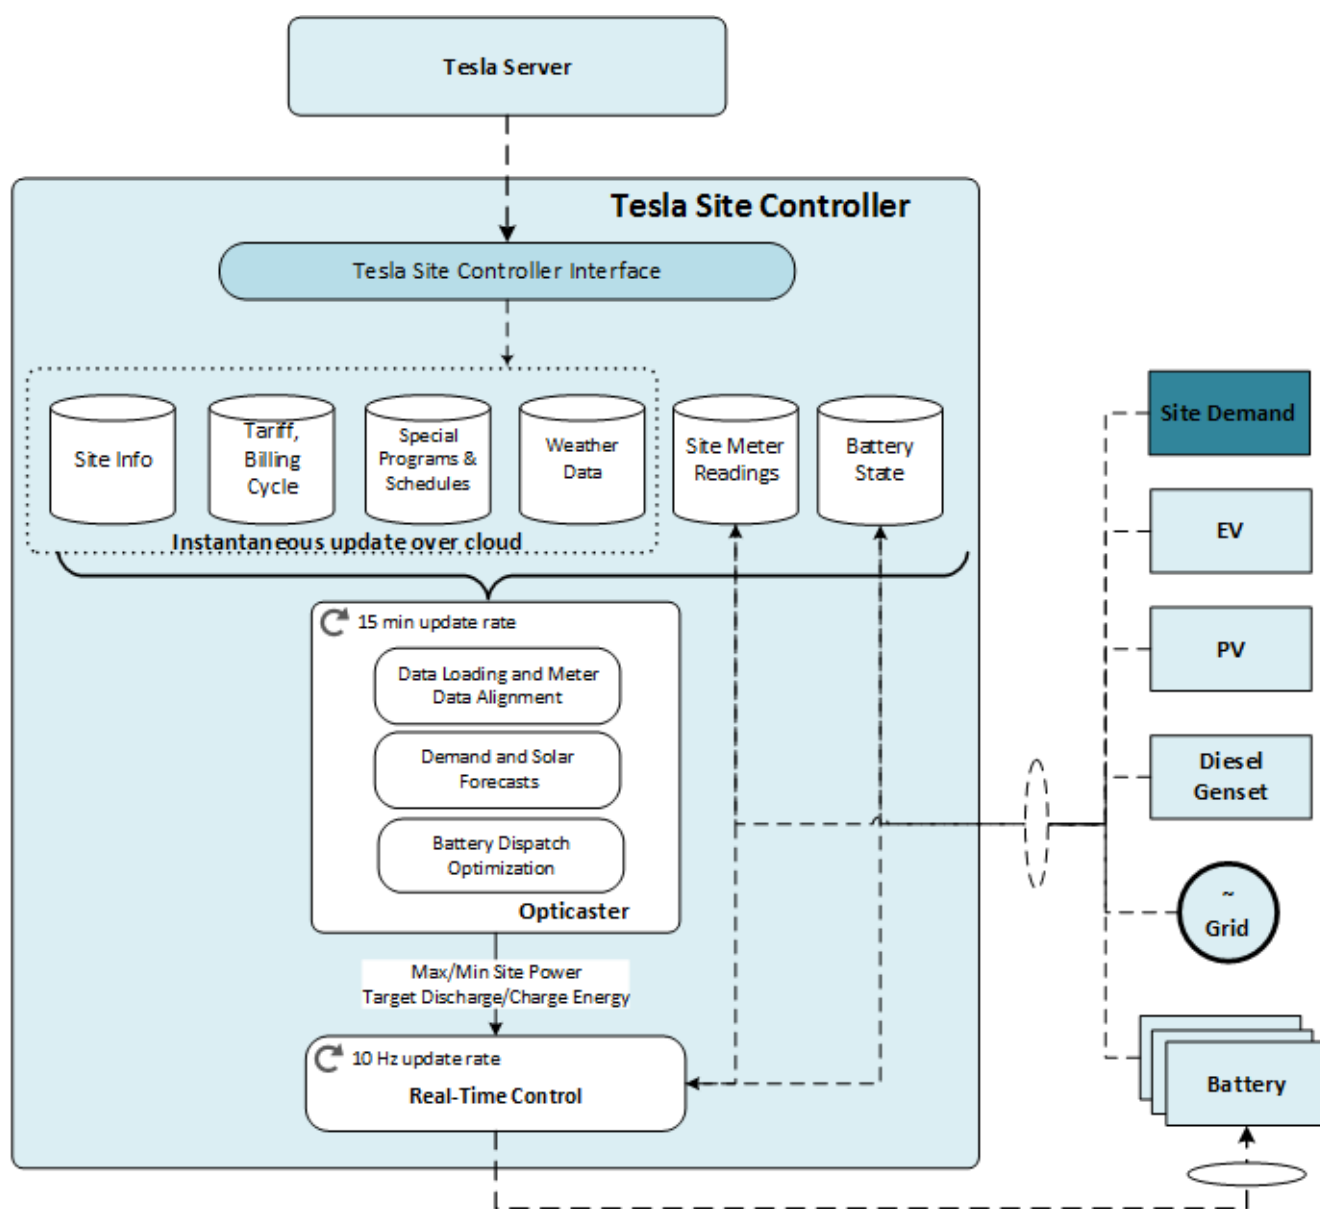 Tesla Server
Tesla Site Controller
Tesla Site Controller Interface
Site Info
Tariff,
Billing
Cycle
Special
Programs &
Schedules
Weather
Data
Site Meter
Readings
Battery
State
Instantaneous update over cloud
15 min update rate
Data Loading and Meter
Data Alignment
Demand and Solar
Forecasts
Battery Dispatch
Optimization
Opticaster
Max/Min Site Power
Target Discharge/Charge Energy
10 Hz update rate
Real-Time Control
Site Demand
EV
PV
Diesel
Genset
~
Grid
Battery